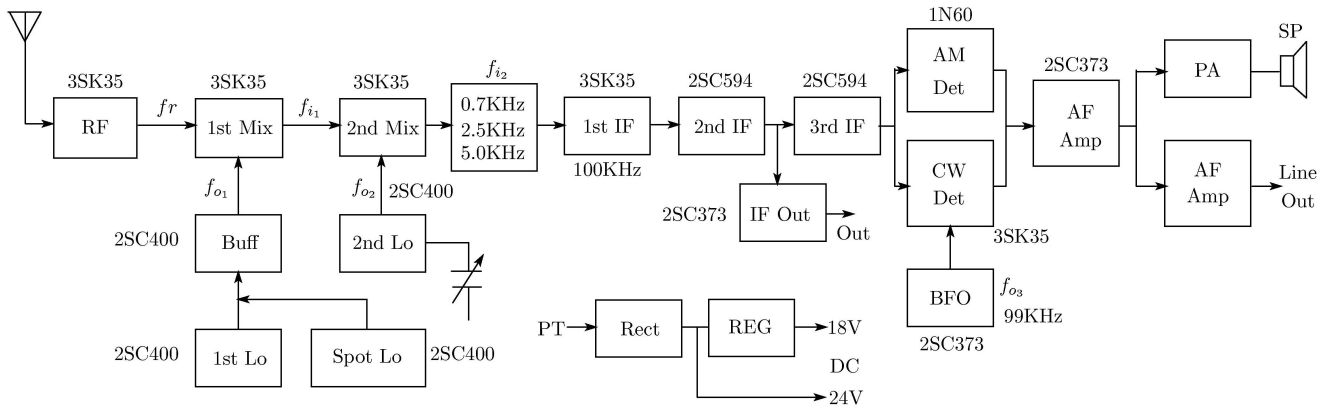 1N60
SP
3SK35
3SK35
3SK35
f_{i_2}
3SK35
2SC594
2SC594
AM
Det
2SC373
PA
RF
fr
1st Mix
f_{i_1}
2nd Mix
0.7KHz
2.5KHz
5.0KHz
1st IF
2nd IF
3rd IF
AF
Amp
100KHz
f_{o_1}
f_{o_2}
2SC400
CW
Det
AF
Amp
Line
Out
2SC373
IF Out
Out
2SC400
Buff
2nd Lo
3SK35
BFO
f_{o_3}
99KHz
2SC373
PT
Rect
REG
18V
DC
24V
2SC400
1st Lo
Spot Lo
2SC400